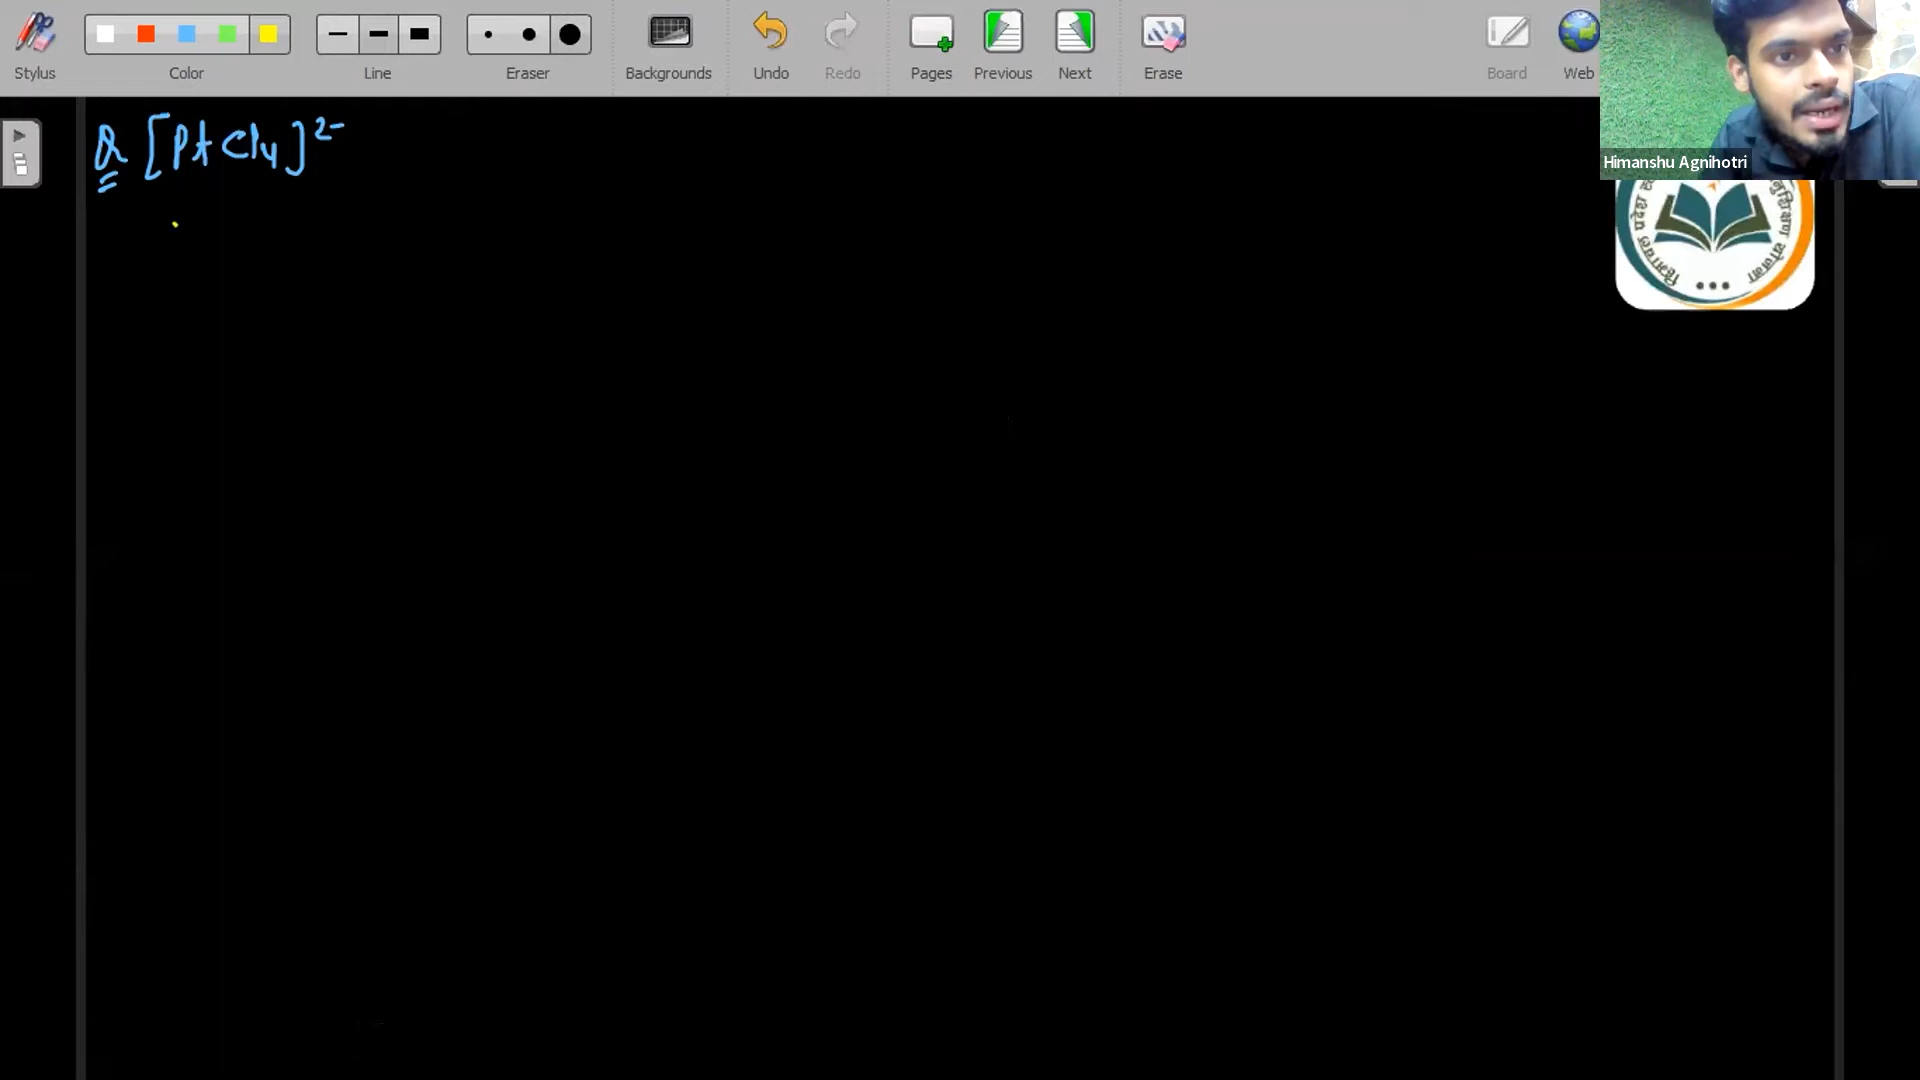 Stylus
Color
Line
Eraser
Backgrounds
Undo
Redo
Pages
Previous
Next
Erase
Board
Web
Himanshu Agnihotri
Q [PtCl4]2-